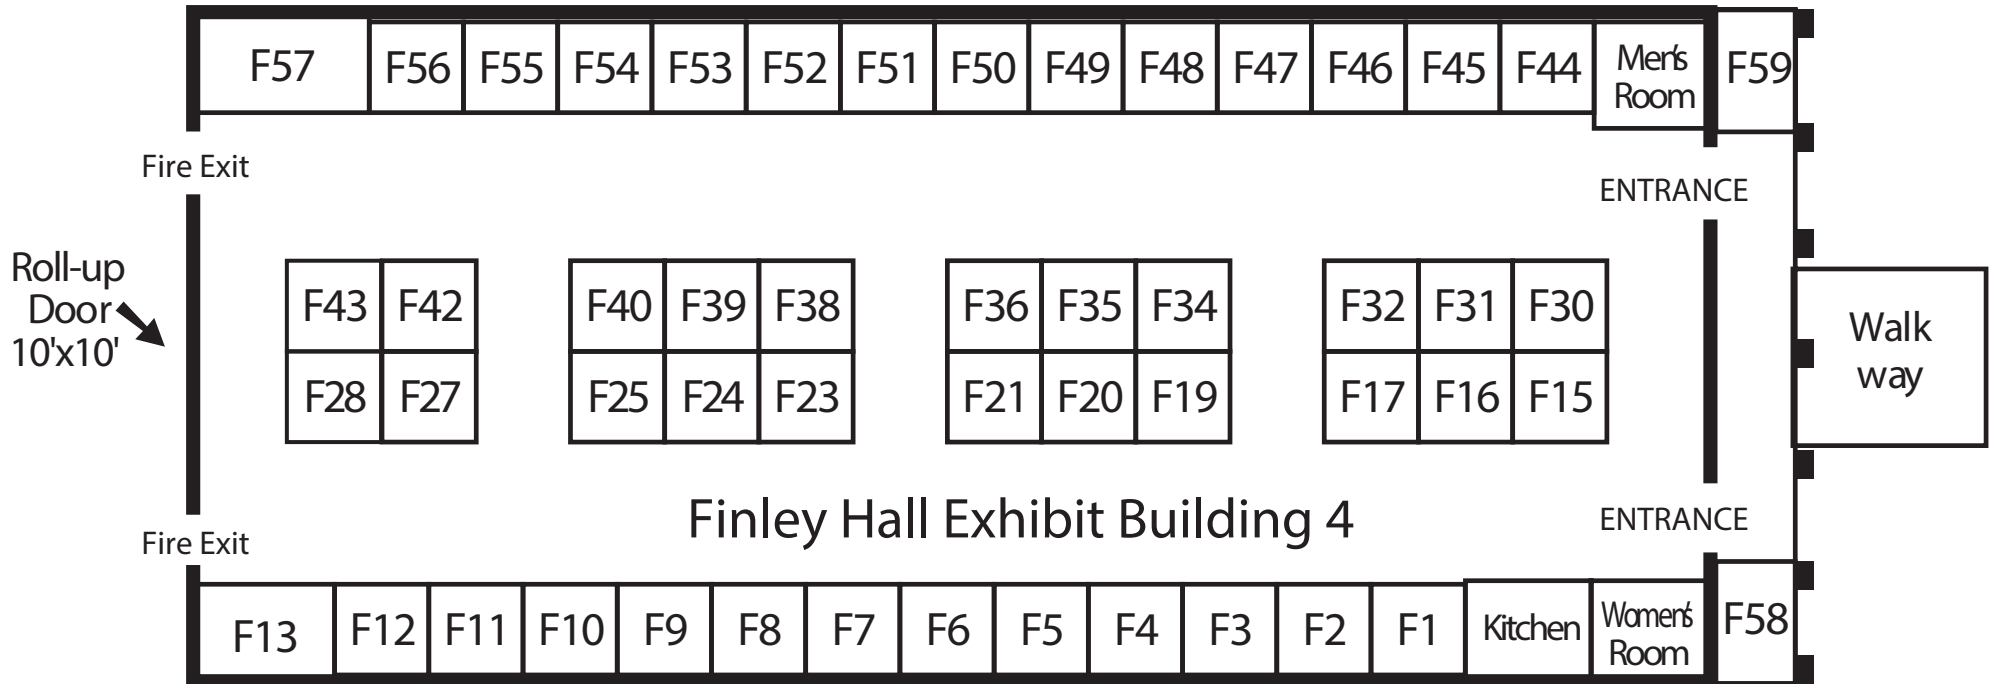 F57 F56 F55 F54 F53 F52 F51 F50 F49 F48 F47 F46 F45 F44 Men's F59
Room
Fire Exit
ENTRANCE
Roll-up
Door
10'x10'
F43 F42 F40 F39 F38 F36 F35 F34 F32 F31 F30
Walk
way
F28 F27 F25 F24 F23 F21 F20 F19 F17 F16 F15
Finley Hall Exhibit Building 4
ENTRANCE
Fire Exit
F13 F12 F11 F10 F9 F8 F7 F6 F5 F4 F3 F2 F1 Kitchen Women's F58
Room